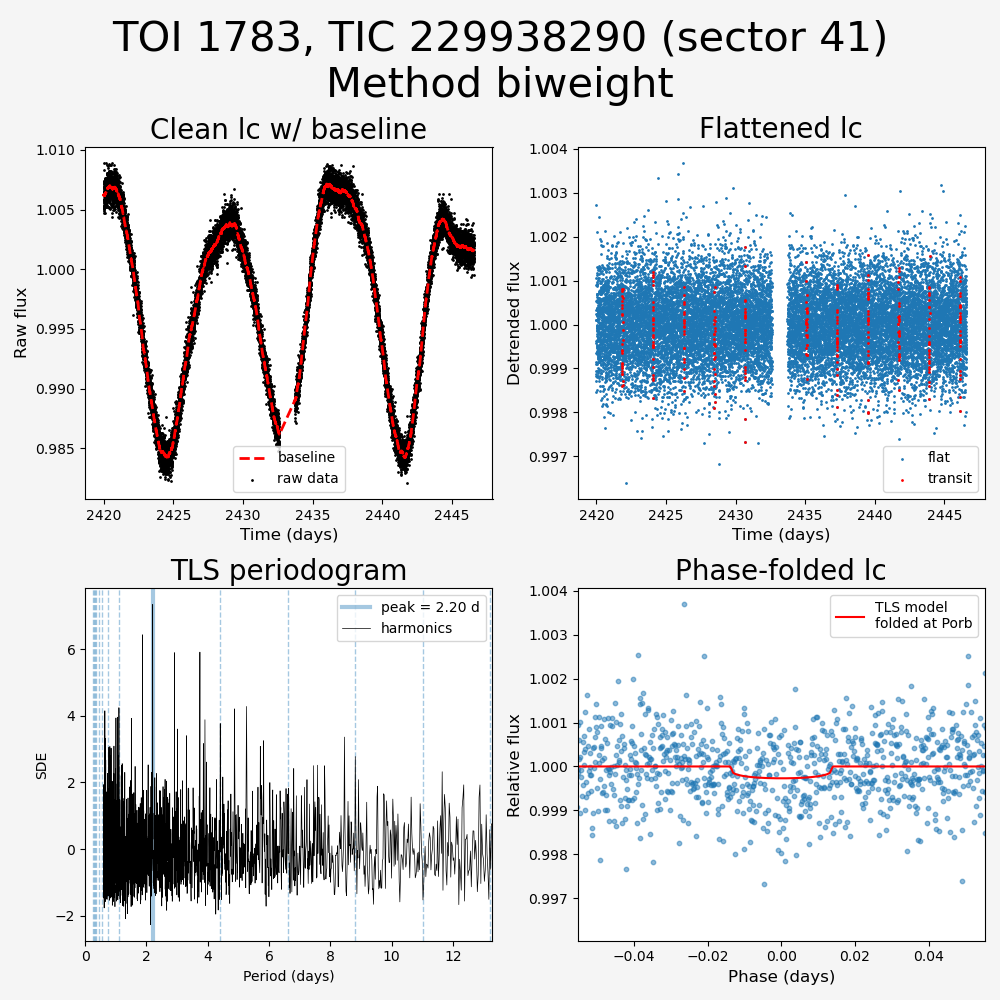 TOI 1783, TIC 229938290 (sector 41)
Method biweight
Clean lc w/ baseline
1.010
1.005
1.000
0.995
0.990
0.985
Raw flux
baseline
raw data
2420
2425
2430
2435
2440
2445
Time (days)
Flattened lc
1.004
1.003
1.002
1.001
1.000
0.999
0.998
0.997
Detrended flux
flat
transit
2420
2425
2430
2435
2440
2445
Time (days)
TLS periodogram
peak = 2.20 d
harmonics
6
4
2
0
−2
SDE
0
2
4
6
8
10
12
Period (days)
Phase-folded lc
TLS model
folded at Porb
1.004
1.003
1.002
1.001
1.000
0.999
0.998
0.997
Relative flux
−0.04
−0.02
0.00
0.02
0.04
Phase (days)